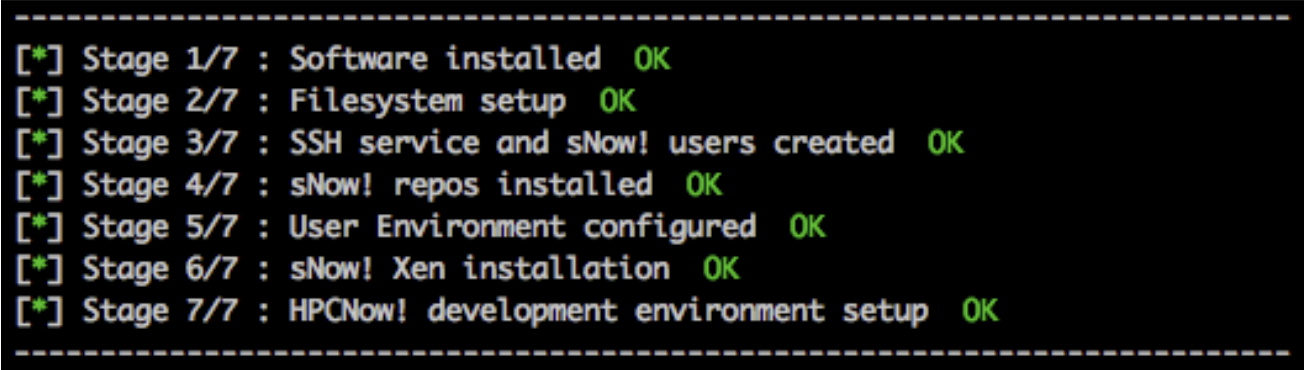 --------------------------------------------------------------------------
[*] Stage 1/7 : Software installed  OK
[*] Stage 2/7 : Filesystem setup  OK
[*] Stage 3/7 : SSH service and sNow! users created  OK
[*] Stage 4/7 : sNow! repos installed  OK
[*] Stage 5/7 : User Environment configured  OK
[*] Stage 6/7 : sNow! Xen installation  OK
[*] Stage 7/7 : HPCNow! development environment setup  OK
--------------------------------------------------------------------------